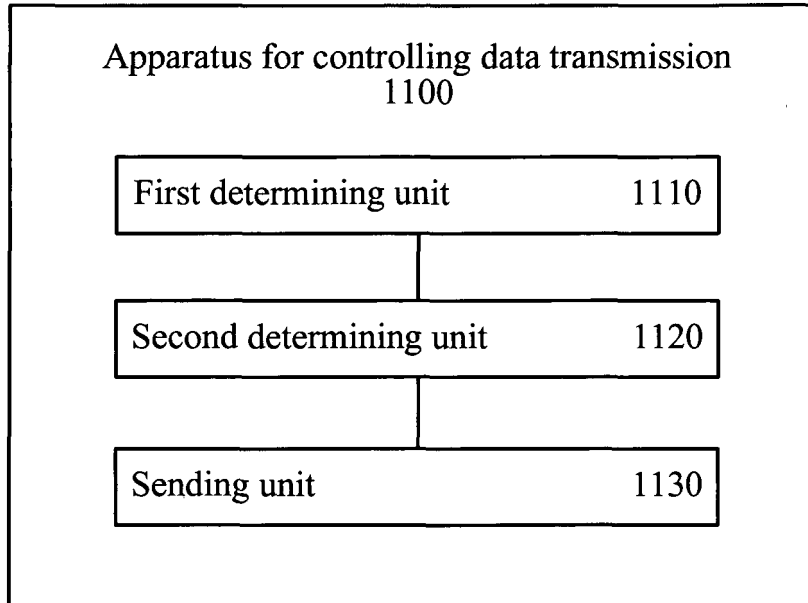 Apparatus for controlling data transmission
1100
First determining unit 1110
Second determining unit 1120
Sending unit 1130